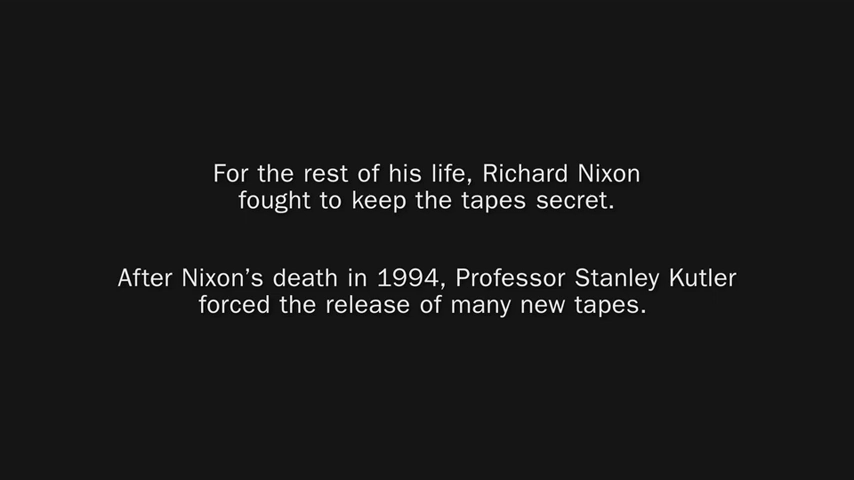 For the rest of his life, Richard Nixon
fought to keep the tapes secret.
After Nixon’s death in 1994, Professor Stanley Kutler
forced the release of many new tapes.